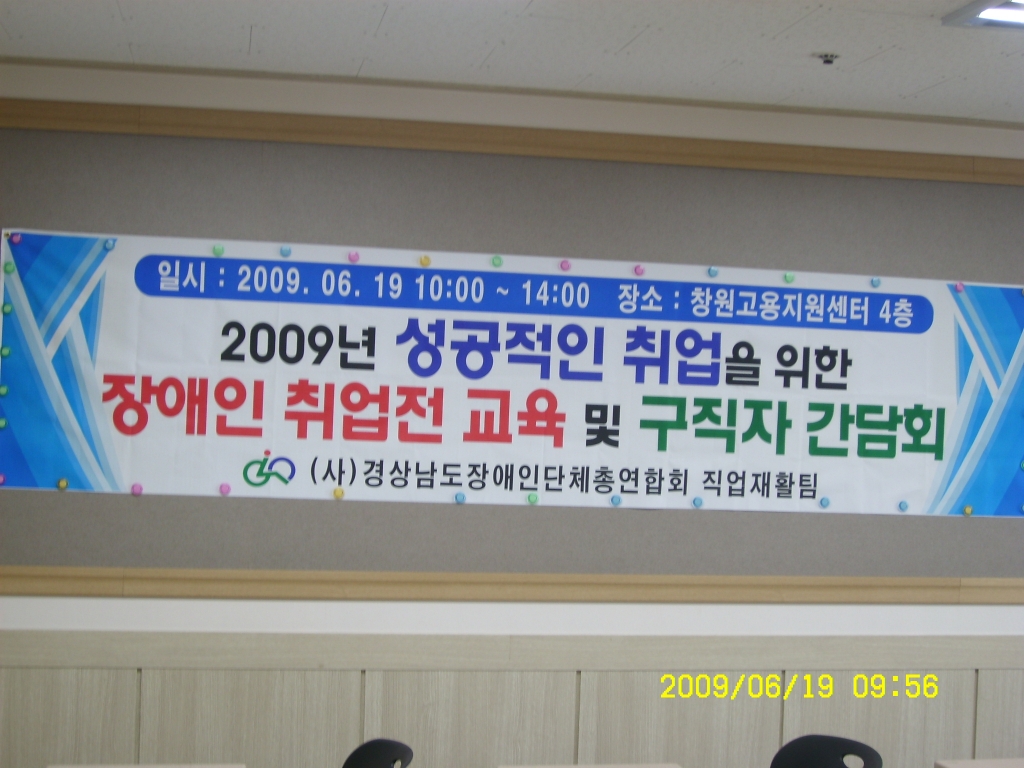 일시 : 2009. 06. 19 10:00 ~ 14:00 장소 : 창원고용지원센터 4층
2009년 성공적인 취업을 위한
장애인 취업전 교육 및 구직자 간담회
(사)경상남도장애인단체총연합회 직업재활팀
2009/06/19 09:56